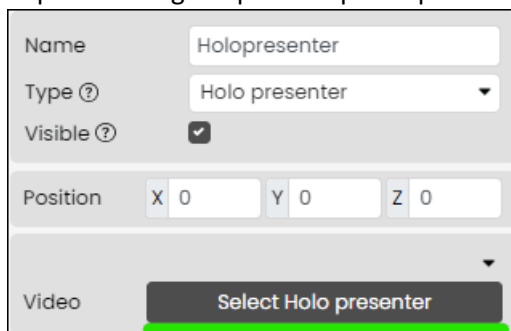 Name Holopresenter
Type ? Holo presenter
Visible ?
Position X 0 Y 0 Z 0
Video Select Holo presenter